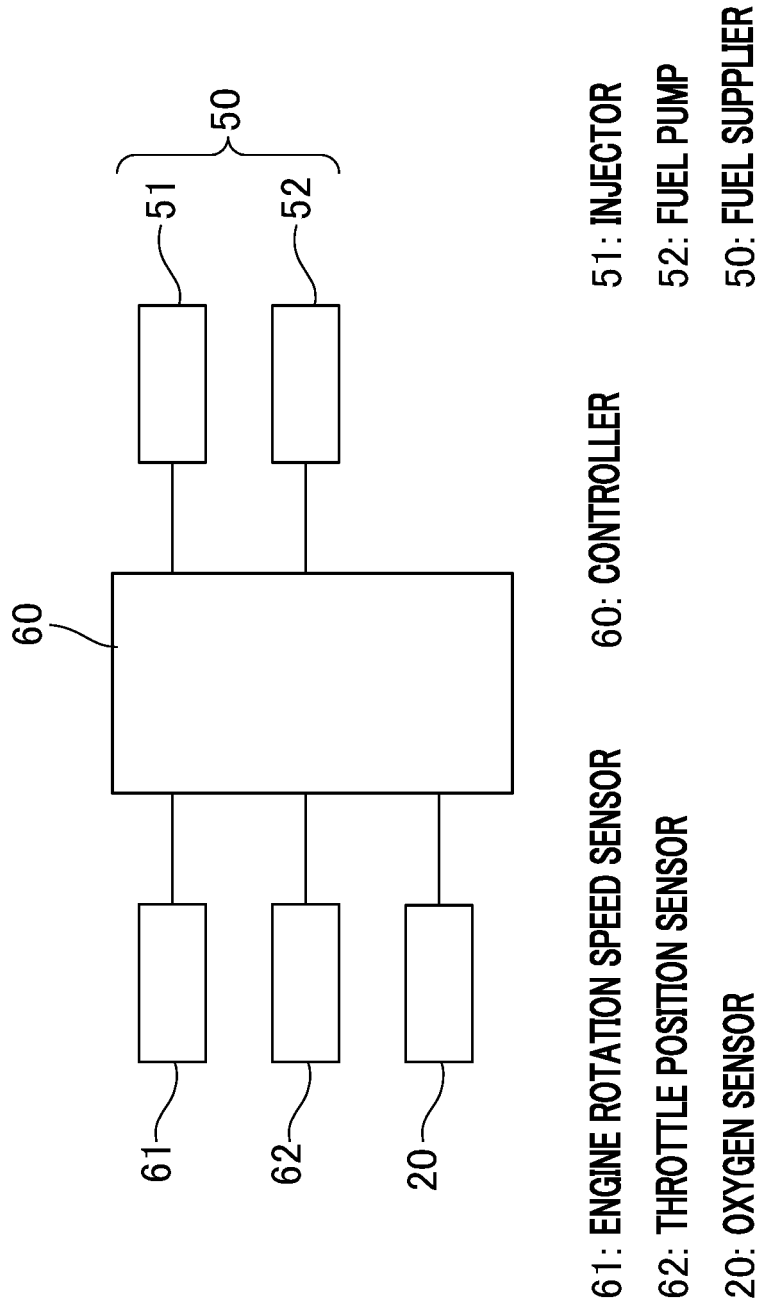 60
61
62
20
51
52
50
61: ENGINE ROTATION SPEED SENSOR
62: THROTTLE POSITION SENSOR
20: OXYGEN SENSOR
60: CONTROLLER
51: INJECTOR
52: FUEL PUMP
50: FUEL SUPPLIER